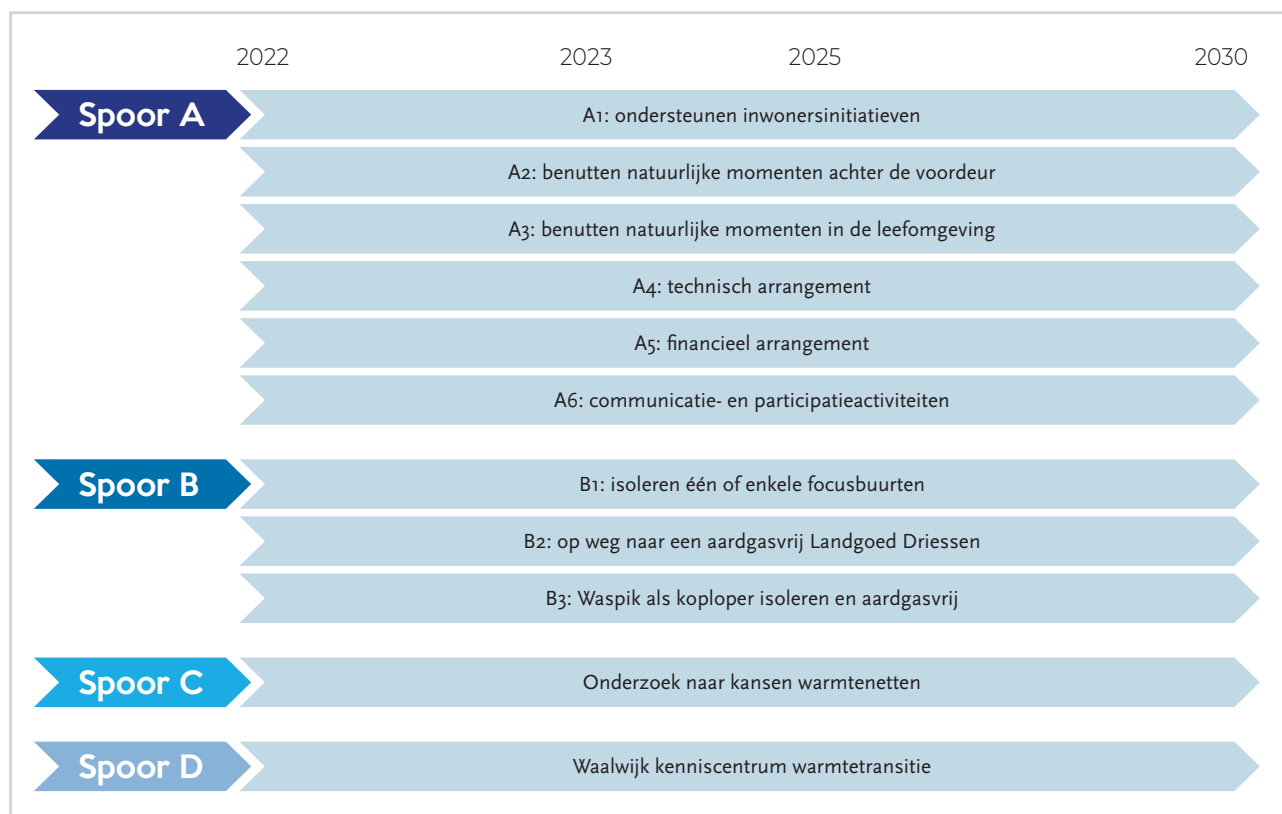 2022 2023 2025 2030
Spoor A
A1: ondersteunen inwonersinitiatieven
A2: benutten natuurlijke momenten achter de voordeur
A3: benutten natuurlijke momenten in de leefomgeving
A4: technisch arrangement
A5: financieel arrangement
A6: communicatie- en participatieactiviteiten
Spoor B
B1: isoleren één of enkele focusbuurten
B2: op weg naar een aardgasvrij Landgoed Driessen
B3: Waspik als koploper isoleren en aardgasvrij
Spoor C
Onderzoek naar kansen warmtenetten
Spoor D
Waalwijk kenniscentrum warmtetransitie